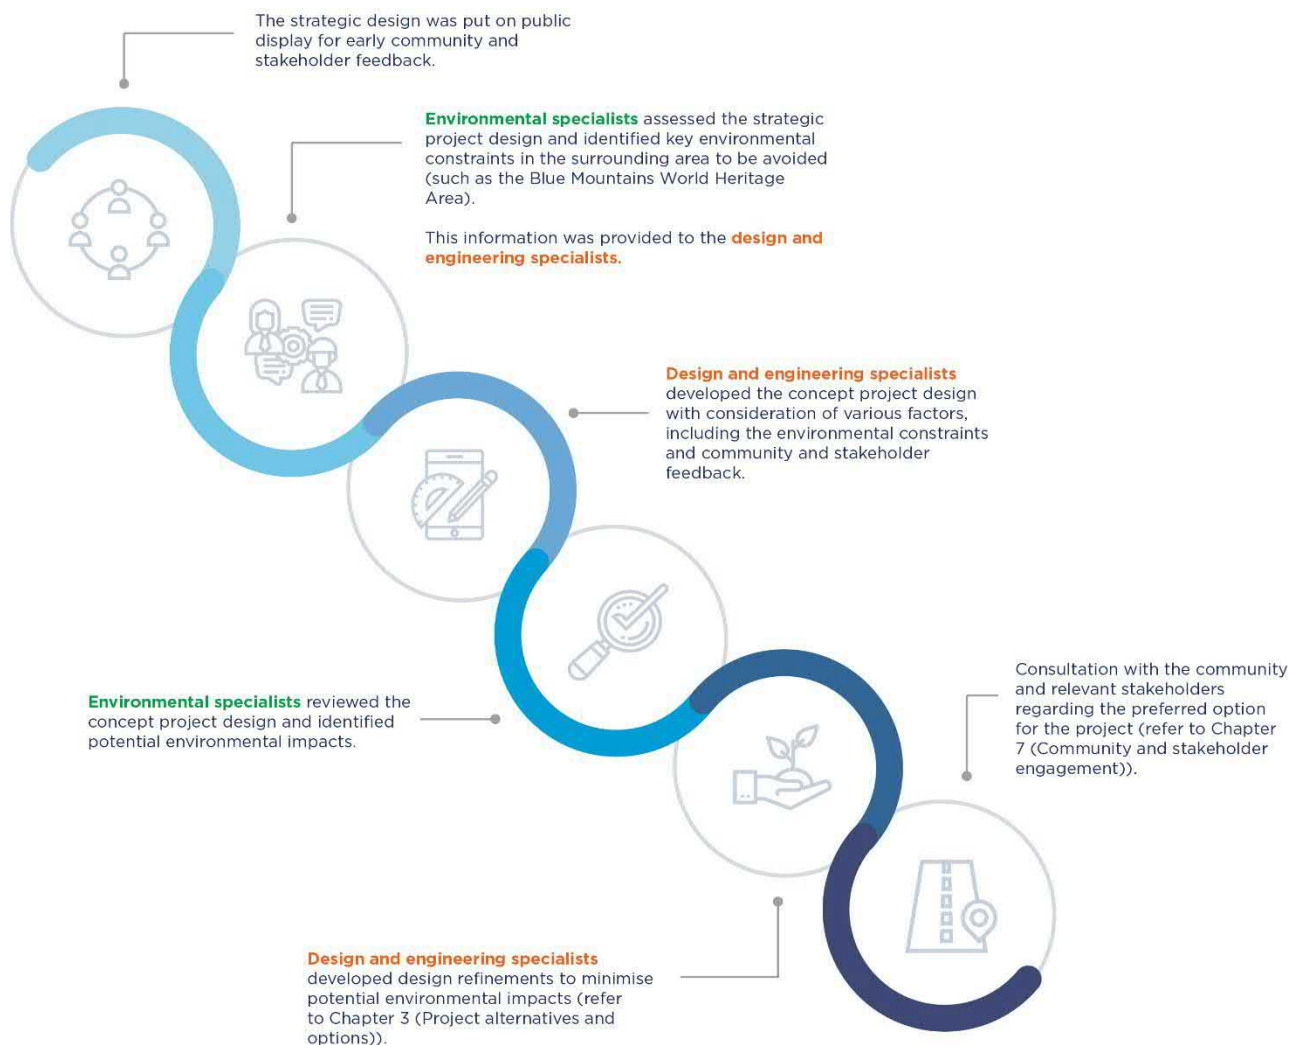 The strategic design was put on public
display for early community and
stakeholder feedback.
Environmental specialists assessed the strategic
project design and identified key environmental
constraints in the surrounding area to be avoided
(such as the Blue Mountains World Heritage
Area).
This information was provided to the design and
engineering specialists.
Design and engineering specialists
developed the concept project design
with consideration of various factors,
including the environmental constraints
and community and stakeholder
feedback.
Environmental specialists reviewed the
concept project design and identified
potential environmental impacts.
Design and engineering specialists
developed design refinements to minimise
potential environmental impacts (refer
to Chapter 3 (Project alternatives and
options)).
Consultation with the community
and relevant stakeholders
regarding the preferred option
for the project (refer to Chapter
7 (Community and stakeholder
engagement)).